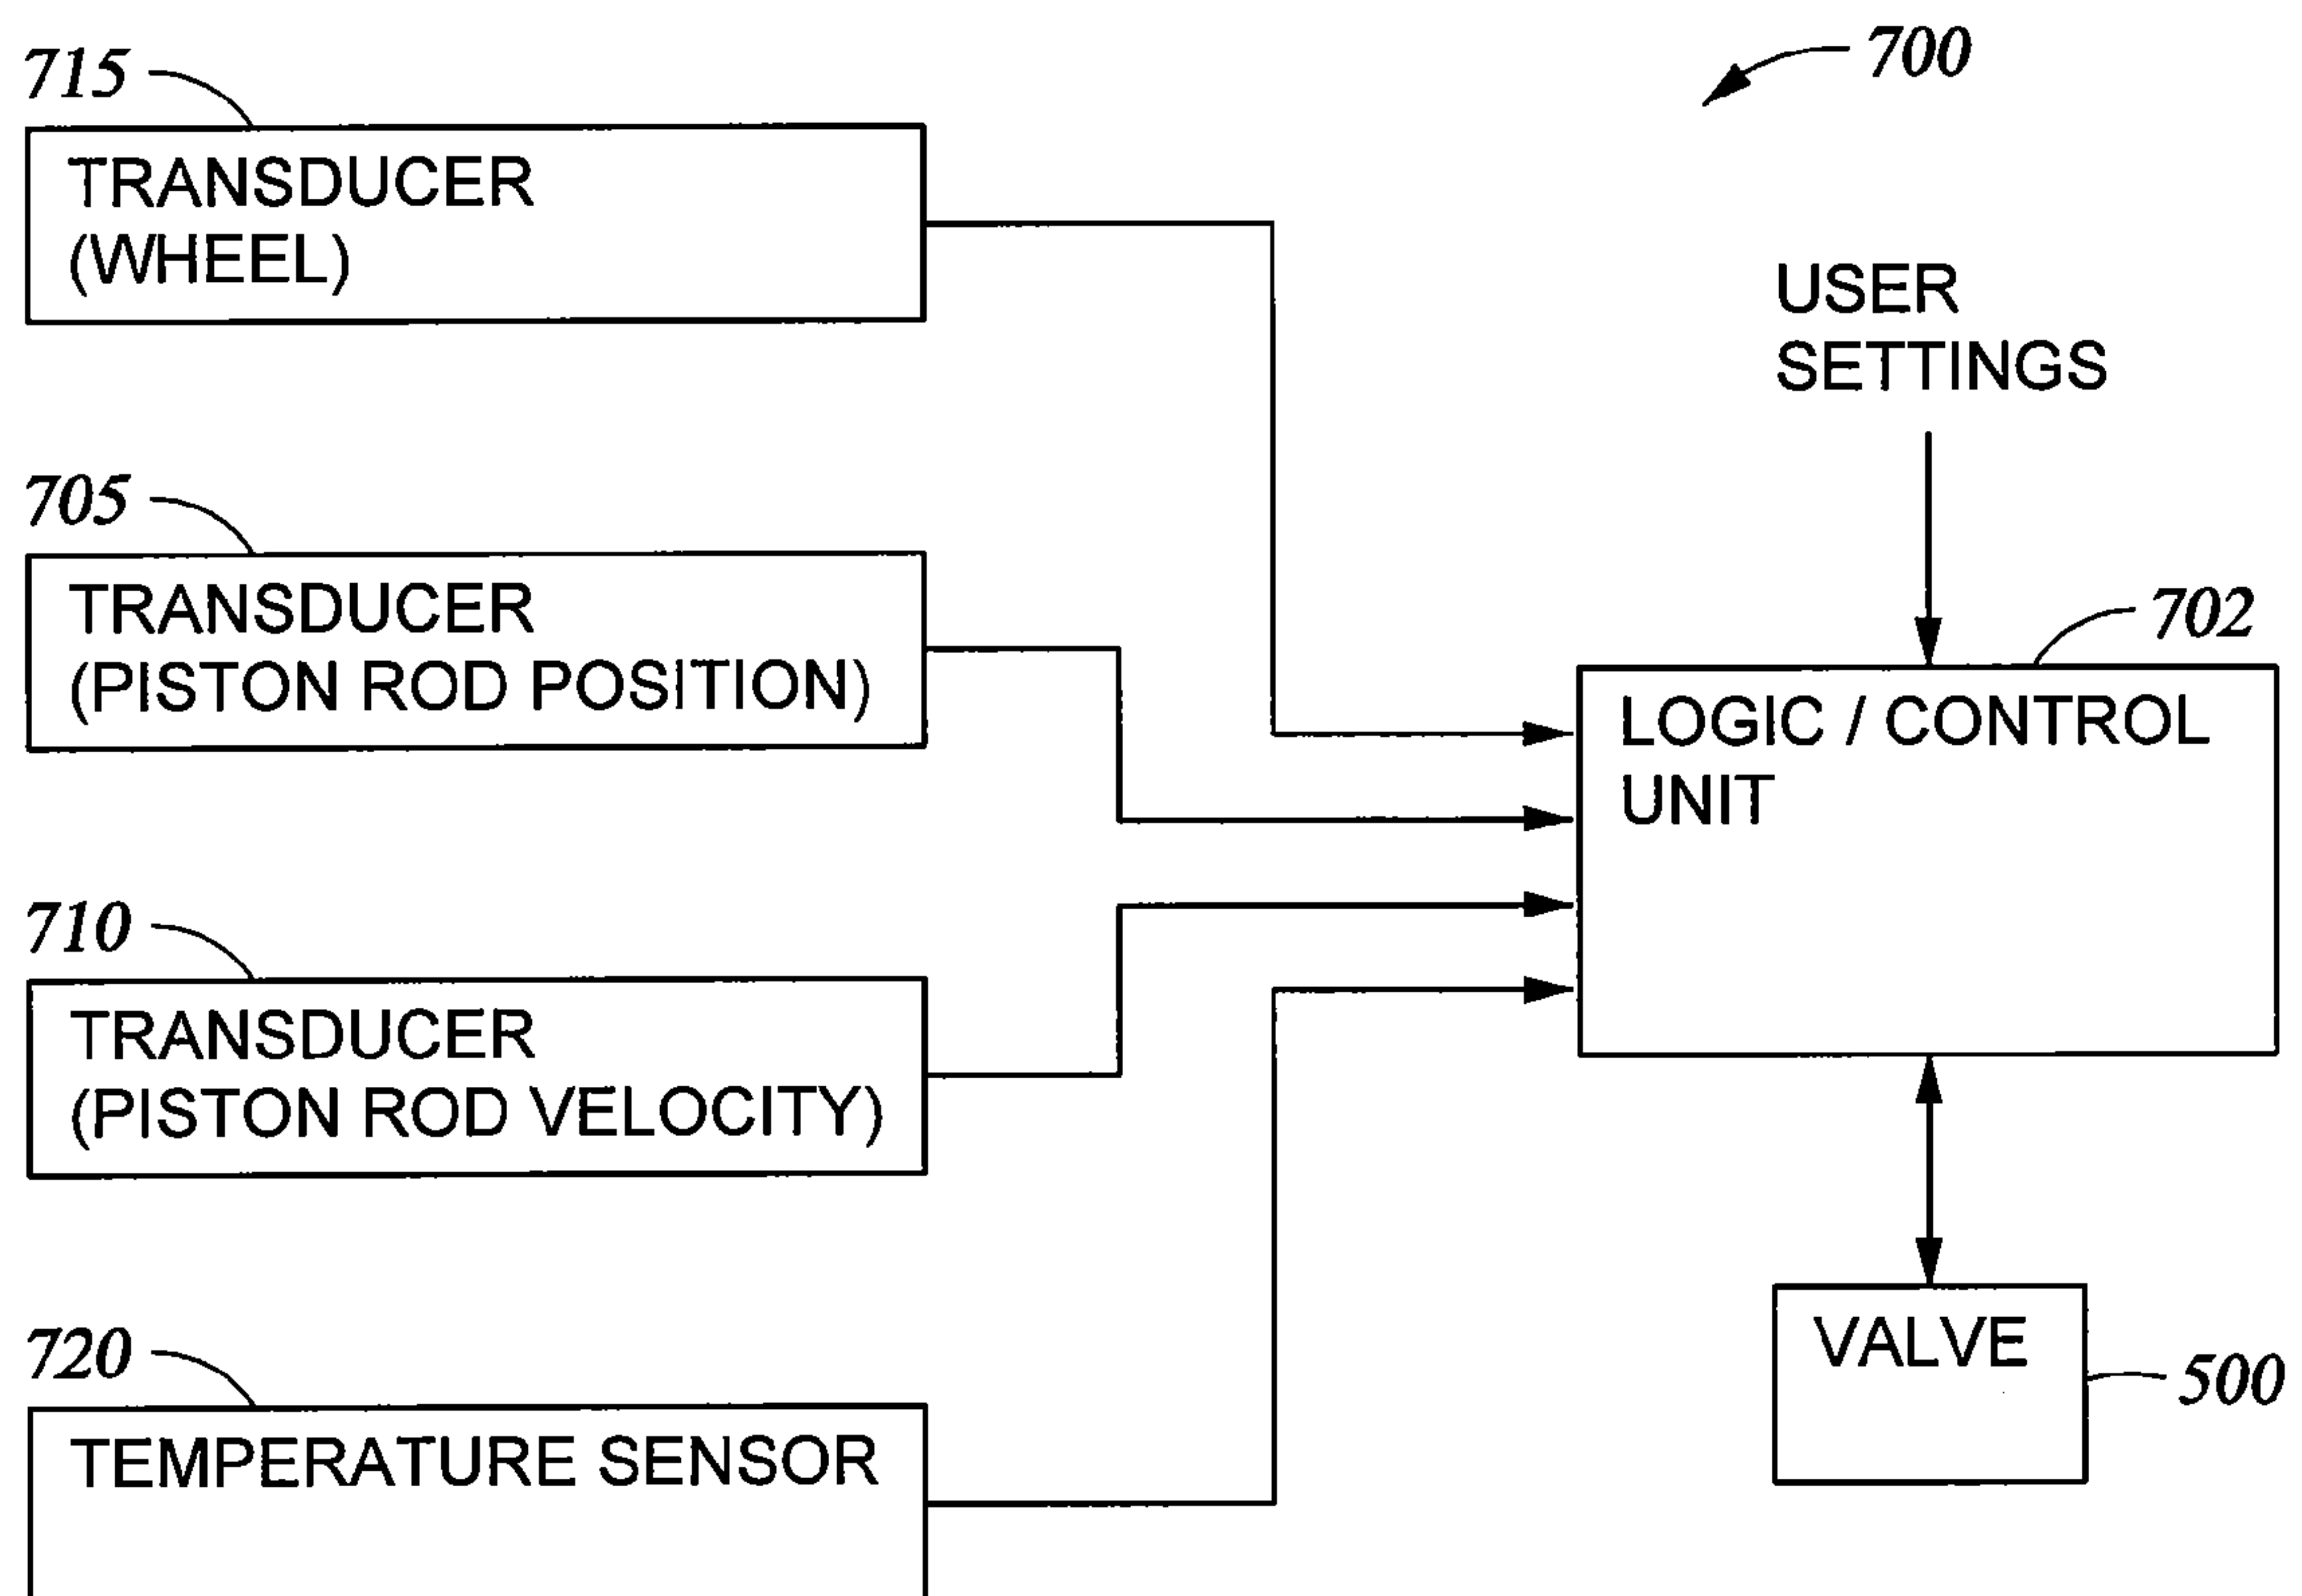 715
700
TRANSDUCER
(WHEEL)
USER
SETTINGS
705
TRANSDUCER
(PISTON ROD POSITION)
702
LOGIC / CONTROL
UNIT
710
TRANSDUCER
(PISTON ROD VELOCITY)
720
TEMPERATURE SENSOR
VALVE
500